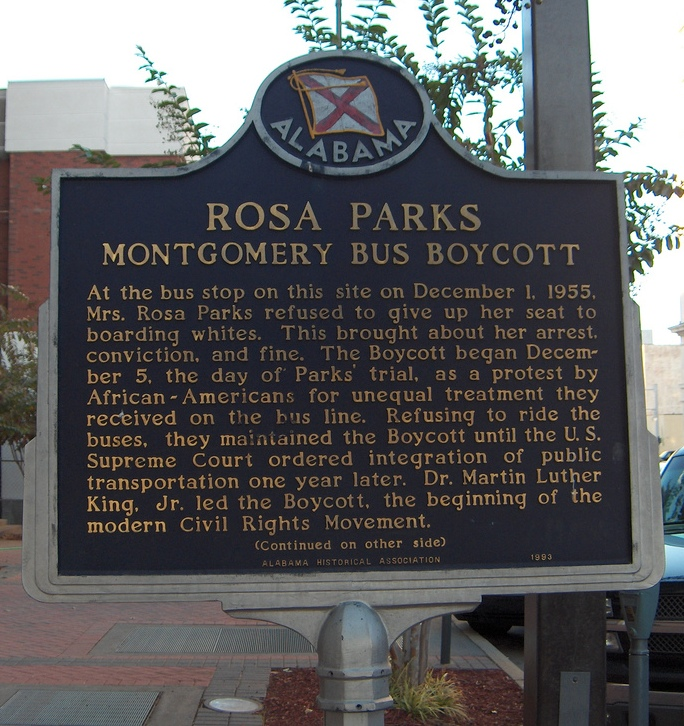 ALABAMA
ROSA PARKS
MONTGOMERY BUS BOYCOTT
At the bus stop on this site on December 1, 1955,
Mrs. Rosa Parks refused to give up her seat to
boarding whites. This brought about her arrest,
conviction, and fine. The Boycott began Decem-
ber 5, the day of Parks' trial, as a protest by
African-Americans for unequal treatment they
received on the bus line. Refusing to ride the
buses, they maintained the Boycott until the U.S.
Supreme Court ordered integration of public
transportation one year later. Dr. Martin Luther
King, Jr. led the Boycott, the beginning of the
modern Civil Rights Movement.
(Continued on other side)
ALABAMA HISTORICAL ASSOCIATION 1993